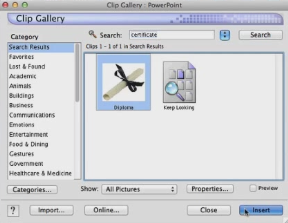 Clip Gallery : PowerPoint
Clip Gallery
Category
Search: certificate
Search
Search Results
Clips 1 - 1 of 1 in Search Results
Favorites
Lost & Found
Academic
Animals
Buildings
Business
Communications
Emotions
Entertainment
Food & Dining
Gestures
Government
Healthcare & Medicine
Diploma
Keep Looking
Categories...
Show: All Pictures
Properties...
Preview
?
Import...
Online...
Close
Insert